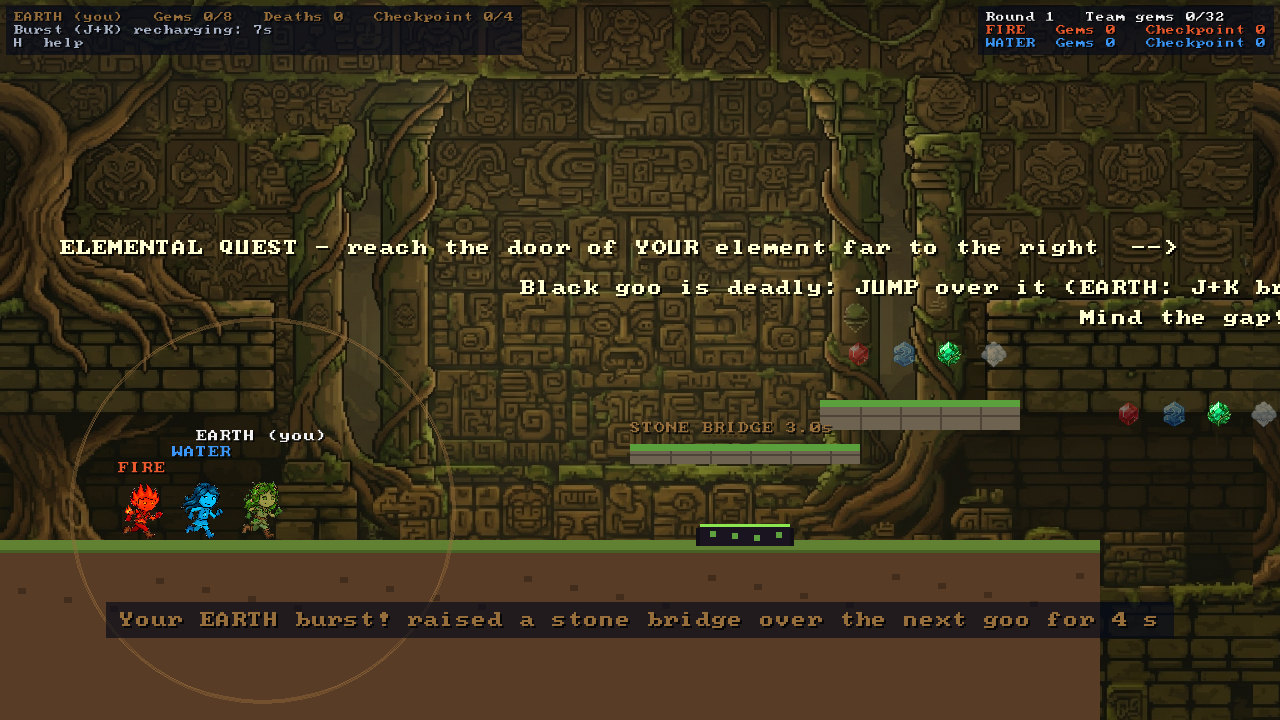 EARTH (you)   Gems 0/8   Deaths 0   Checkpoint 0/4
Burst (J+K) recharging: 7s
H  help
Round 1   Team gems 0/32
FIRE   Gems 0   Checkpoint 0
WATER  Gems 0   Checkpoint 0
ELEMENTAL QUEST - reach the door of YOUR element far to the right  -->
Black goo is deadly: JUMP over it (EARTH: J+K br
Mind the gap!
STONE BRIDGE 3.0s
EARTH (you)
WATER
FIRE
Your EARTH burst! raised a stone bridge over the next goo for 4 s